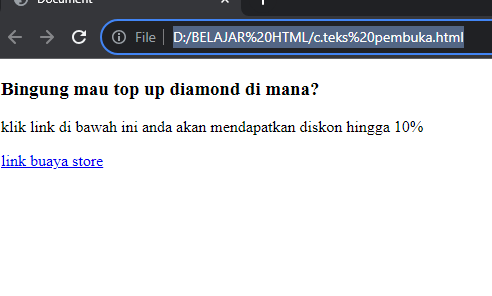 Document
File D:/BELAJAR%20HTML/c.teks%20pembuka.html
Bingung mau top up diamond di mana?
klik link di bawah ini anda akan mendapatkan diskon hingga 10%
link buaya store